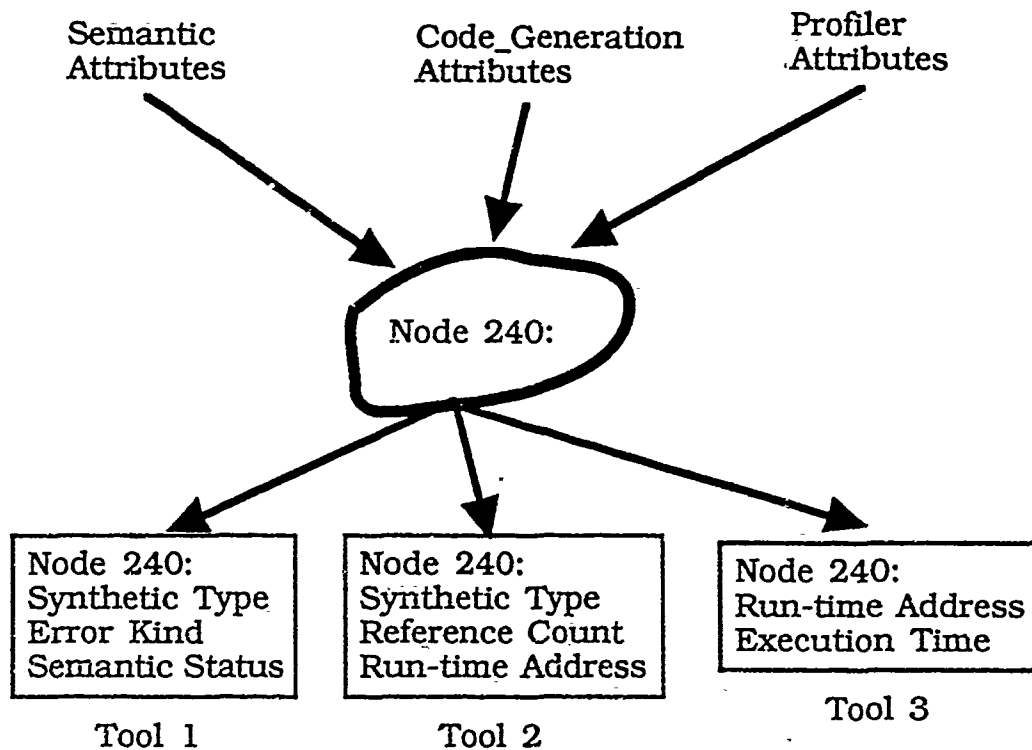 Semantic
Attributes
Code_Generation
Attributes
Profiler
Attributes
Node 240:
Node 240:
Synthetic Type
Error Kind
Semantic Status
Tool 1
Node 240:
Synthetic Type
Reference Count
Run-time Address
Tool 2
Node 240:
Run-time Address
Execution Time
Tool 3